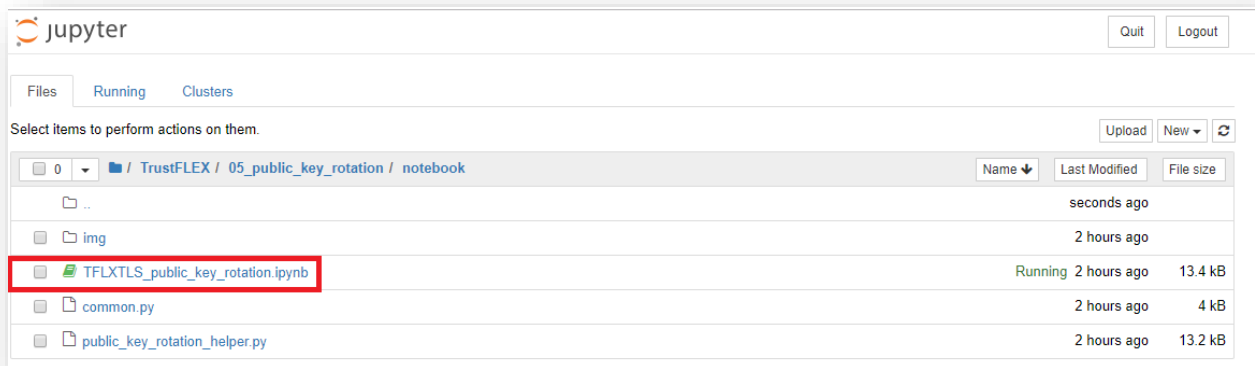 jupyter Quit Logout
Files Running Clusters
Select items to perform actions on them. Upload New
0 / TrustFLEX / 05_public_key_rotation / notebook Name Last Modified File size
.. seconds ago
img 2 hours ago
TFLXTLS_public_key_rotation.ipynb Running 2 hours ago 13.4 kB
common.py 2 hours ago 4 kB
public_key_rotation_helper.py 2 hours ago 13.2 kB